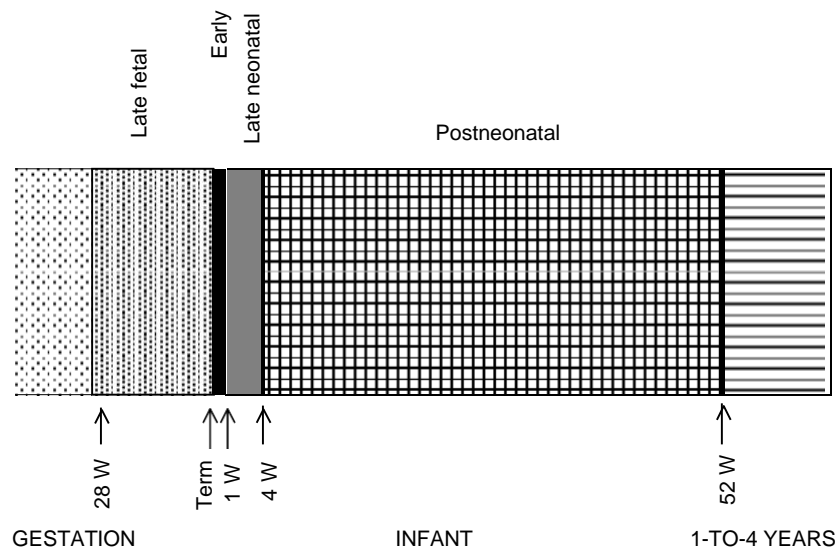 Late fetal
Early
Late neonatal
Postneonatal
28 W
Term
1 W
4 W
52 W
GESTATION
INFANT
1-TO-4 YEARS